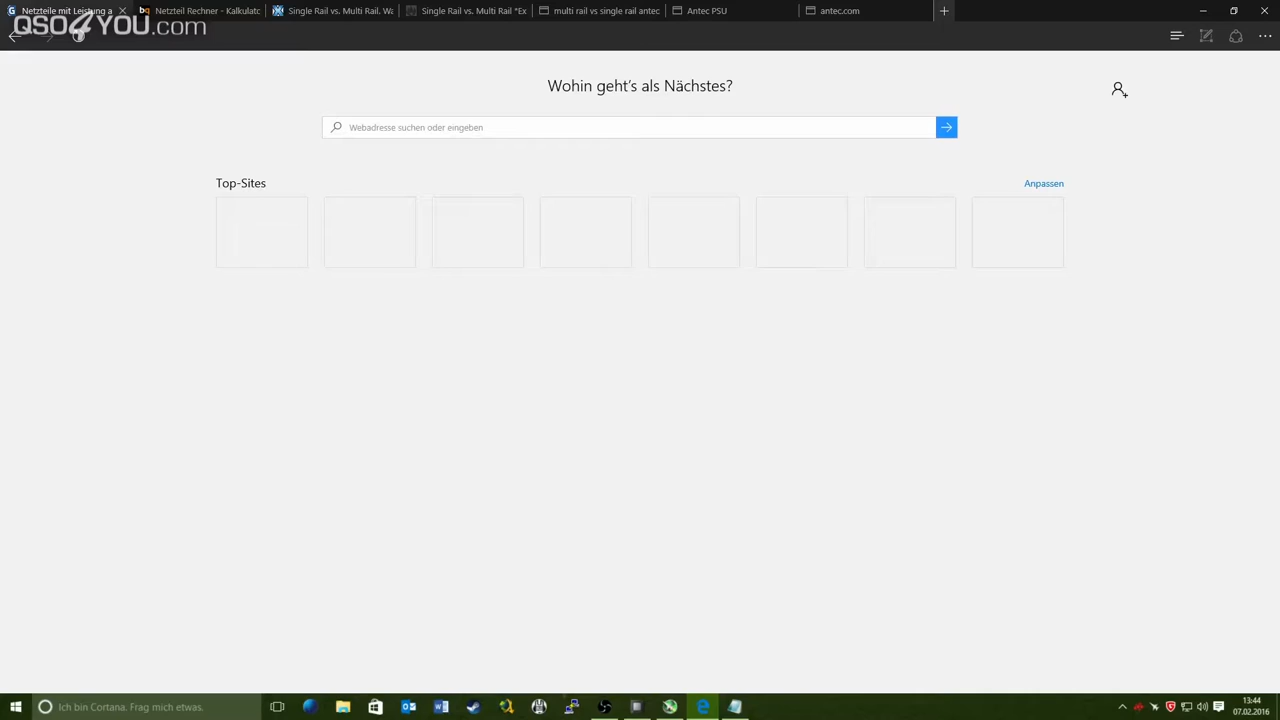 Netzteile mit Leistung a
Netzteil Rechner - Kalkulatc
Single Rail vs. Multi Rail. Wa
Single Rail vs. Multi Rail *Ex
multi rail vs single rail antec
Antec PSU
antec.com
QSO4YOU.com
Wohin geht's als Nächstes?
Webadresse suchen oder eingeben
Top-Sites
Anpassen
Ich bin Cortana. Frag mich etwas.
13:44
07.02.2016